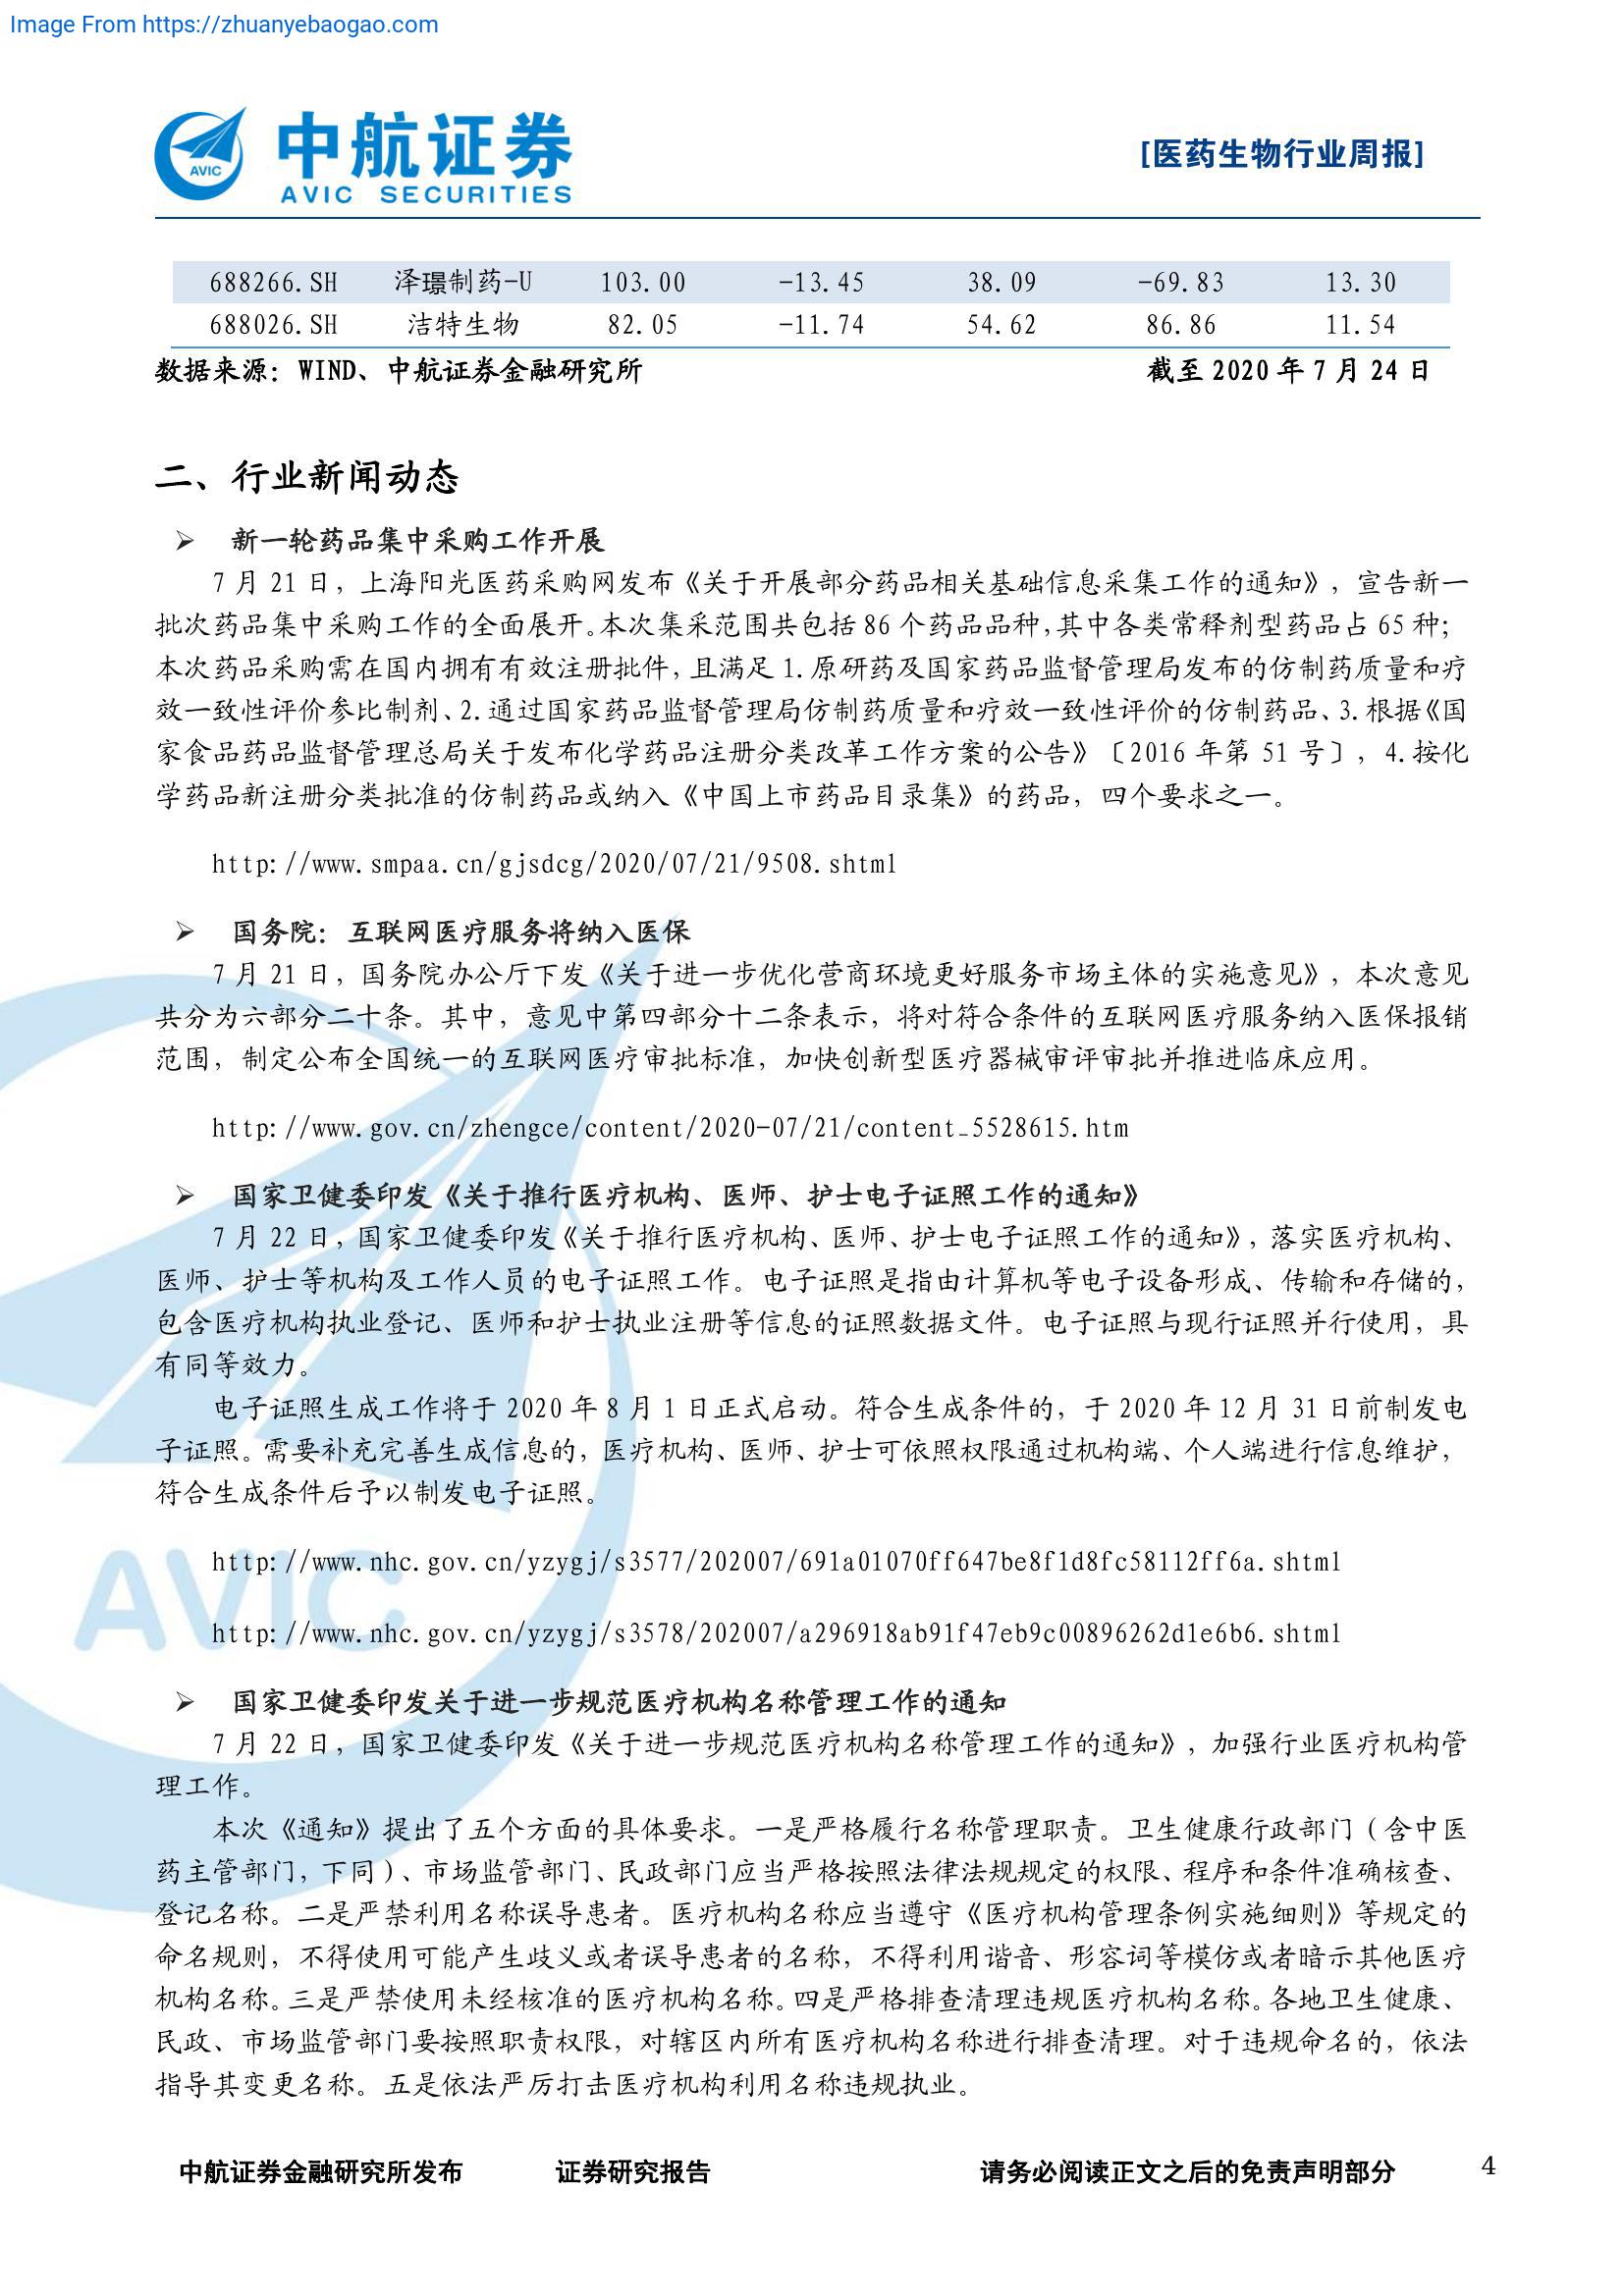 Image From https://zhuanyebaogao.com
中航证券
AVIC SECURITIES
AVIC
[医药生物行业周报]
688266.SH 泽璟制药-U 103.00 -13.45 38.09 -69.83 13.30
688026.SH 洁特生物 82.05 -11.74 54.62 86.86 11.54
数据来源：WIND、中航证券金融研究所 截至 2020 年 7 月 24 日
二、行业新闻动态
➢ 新一轮药品集中采购工作开展
7 月 21 日，上海阳光医药采购网发布《关于开展部分药品相关基础信息采集工作的通知》，宣告新一
批次药品集中采购工作的全面展开。本次集采范围共包括 86 个药品品种，其中各类常释剂型药品占 65 种；
本次药品采购需在国内拥有有效注册批件，且满足 1.原研药及国家药品监督管理局发布的仿制药质量和疗
效一致性评价参比制剂、2.通过国家药品监督管理局仿制药质量和疗效一致性评价的仿制药品、3.根据《国
家食品药品监督管理总局关于发布化学药品注册分类改革工作方案的公告》〔2016 年第 51 号〕，4.按化
学药品新注册分类批准的仿制药品或纳入《中国上市药品目录集》的药品，四个要求之一。
http://www.smpaa.cn/gjsdcg/2020/07/21/9508.shtml
➢ 国务院：互联网医疗服务将纳入医保
7 月 21 日，国务院办公厅下发《关于进一步优化营商环境更好服务市场主体的实施意见》，本次意见
共分为六部分二十条。其中，意见中第四部分十二条表示，将对符合条件的互联网医疗服务纳入医保报销
范围，制定公布全国统一的互联网医疗审批标准，加快创新型医疗器械审评审批并推进临床应用。
http://www.gov.cn/zhengce/content/2020-07/21/content_5528615.htm
➢ 国家卫健委印发《关于推行医疗机构、医师、护士电子证照工作的通知》
7 月 22 日，国家卫健委印发《关于推行医疗机构、医师、护士电子证照工作的通知》，落实医疗机构、
医师、护士等机构及工作人员的电子证照工作。电子证照是指由计算机等电子设备形成、传输和存储的，
包含医疗机构执业登记、医师和护士执业注册等信息的证照数据文件。电子证照与现行证照并行使用，具
有同等效力。
电子证照生成工作将于 2020 年 8 月 1 日正式启动。符合生成条件的，于 2020 年 12 月 31 日前制发电
子证照。需要补充完善生成信息的，医疗机构、医师、护士可依照权限通过机构端、个人端进行信息维护，
符合生成条件后予以制发电子证照。
http://www.nhc.gov.cn/yzygj/s3577/202007/691a01070ff647be8f1d8fc58112ff6a.shtml
http://www.nhc.gov.cn/yzygj/s3578/202007/a296918ab91f47eb9c00896262d1e6b6.shtml
AVIC
➢ 国家卫健委印发关于进一步规范医疗机构名称管理工作的通知
7 月 22 日，国家卫健委印发《关于进一步规范医疗机构名称管理工作的通知》，加强行业医疗机构管
理工作。
本次《通知》提出了五个方面的具体要求。一是严格履行名称管理职责。卫生健康行政部门（含中医
药主管部门，下同）、市场监管部门、民政部门应当严格按照法律法规规定的权限、程序和条件准确核查、
登记名称。二是严禁利用名称误导患者。医疗机构名称应当遵守《医疗机构管理条例实施细则》等规定的
命名规则，不得使用可能产生歧义或者误导患者的名称，不得利用谐音、形容词等模仿或者暗示其他医疗
机构名称。三是严禁使用未经核准的医疗机构名称。四是严格排查清理违规医疗机构名称。各地卫生健康、
民政、市场监管部门要按照职责权限，对辖区内所有医疗机构名称进行排查清理。对于违规命名的，依法
指导其变更名称。五是依法严厉打击医疗机构利用名称违规执业。
中航证券金融研究所发布 证券研究报告 请务必阅读正文之后的免责声明部分 4